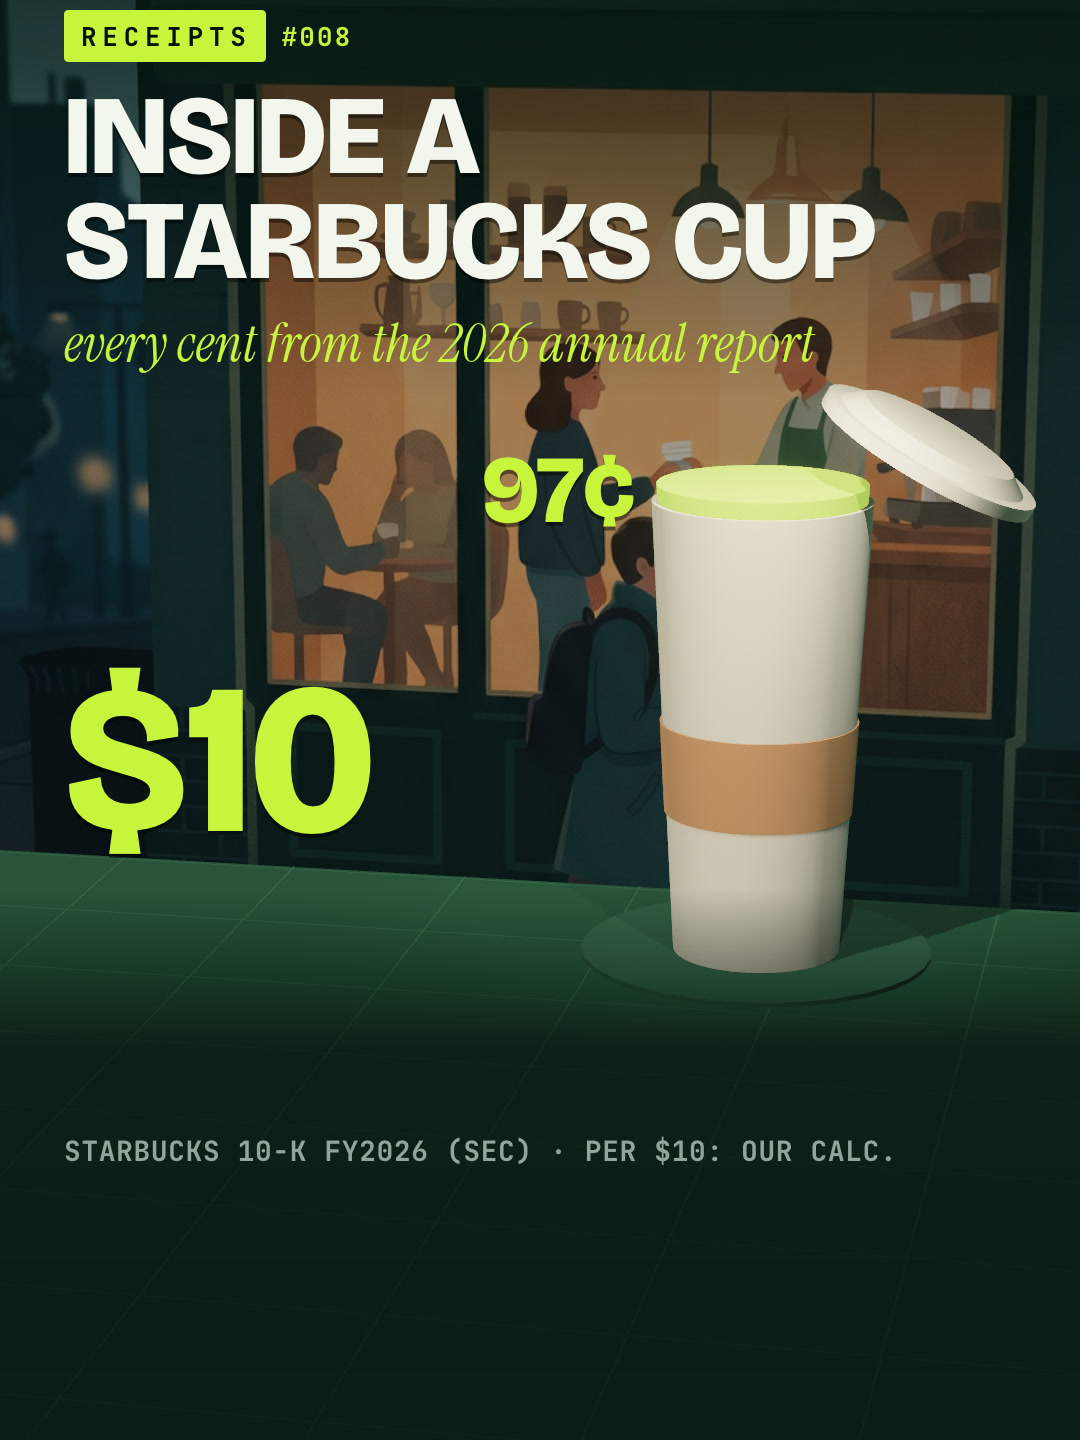 RECEIPTS #008
INSIDE A
STARBUCKS CUP
every cent from the 2026 annual report
97¢
$10
STARBUCKS 10-K FY2026 (SEC) · PER $10: OUR CALC.